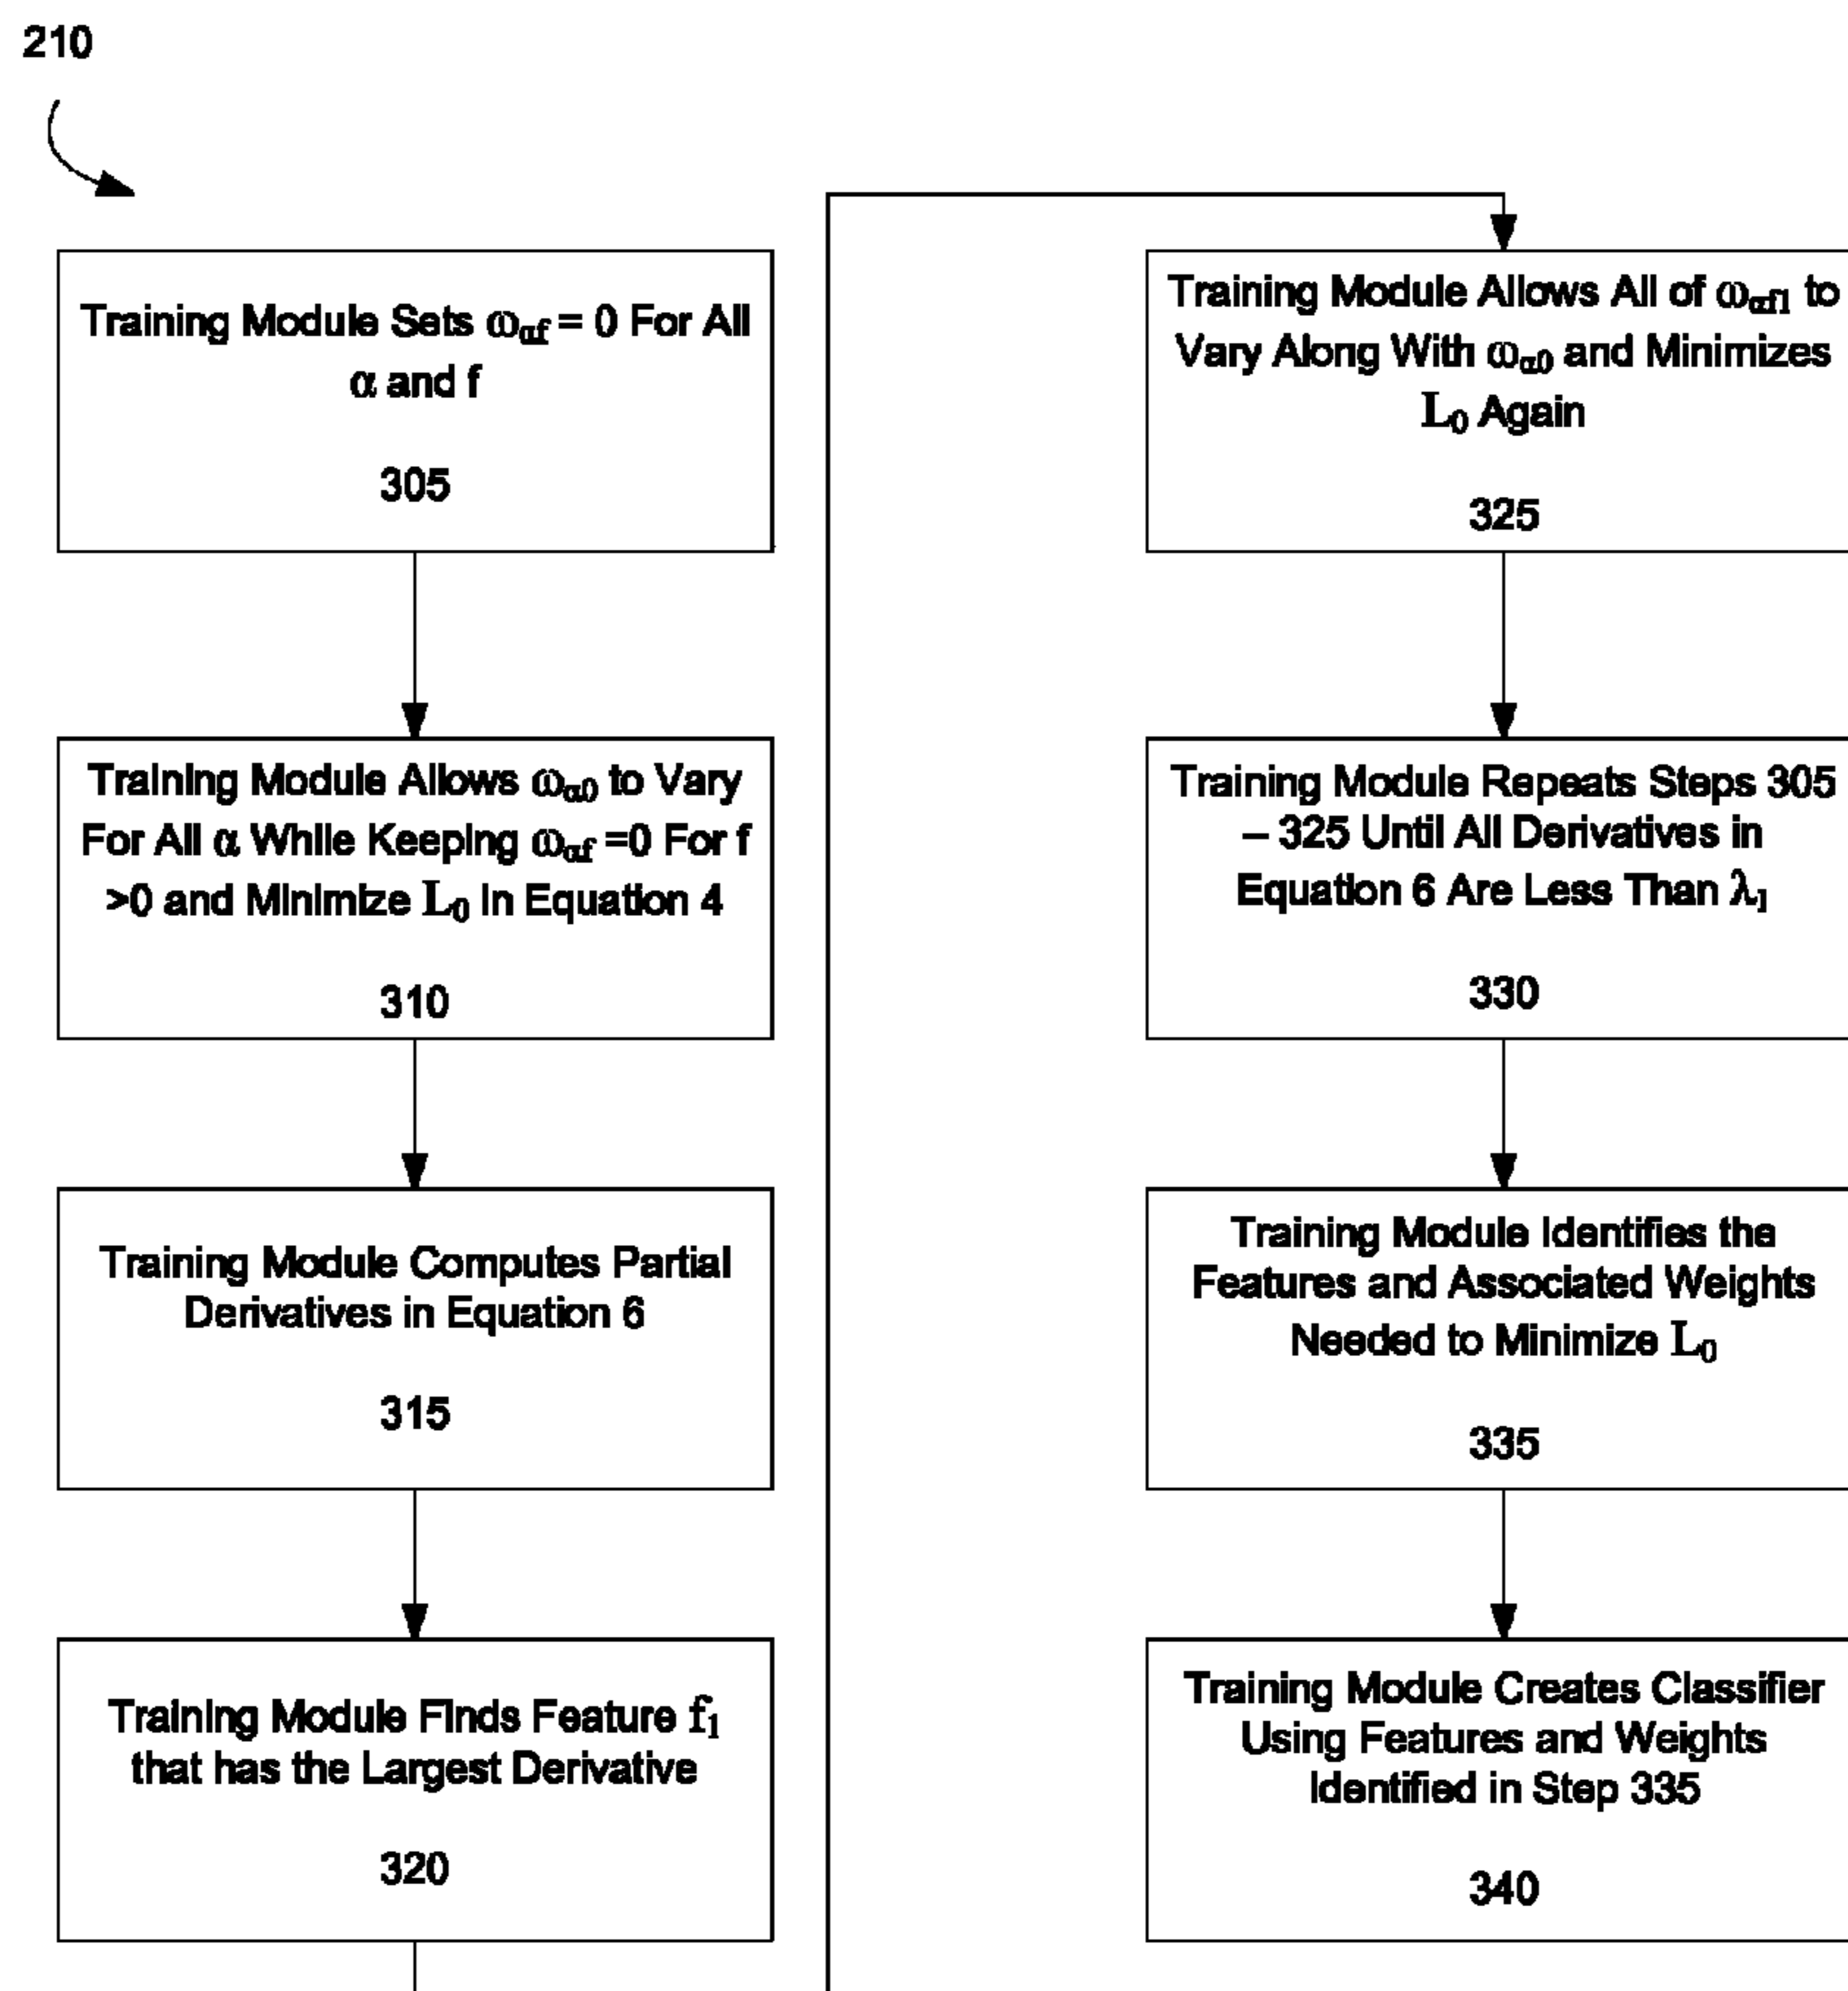 210
Training Module Sets ωαf = 0 For All
α and f
305
Training Module Allows ωα0 to Vary
For All α While Keeping ωαf =0 For f
>0 and Minimize L0 in Equation 4
310
Training Module Computes Partial
Derivatives in Equation 6
315
Training Module Finds Feature f1
that has the Largest Derivative
320
Training Module Allows All of ωαf1 to
Vary Along With ωα0 and Minimizes
L0 Again
325
Training Module Repeats Steps 305
– 325 Until All Derivatives in
Equation 6 Are Less Than λ1
330
Training Module Identifies the
Features and Associated Weights
Needed to Minimize L0
335
Training Module Creates Classifier
Using Features and Weights
Identified in Step 335
340